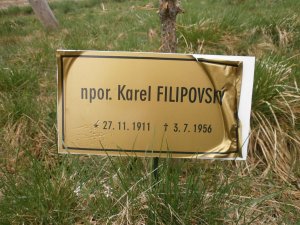 npor. Karel FILIPOVSKÝ
* 27. 11. 1911 † 3. 7. 1956